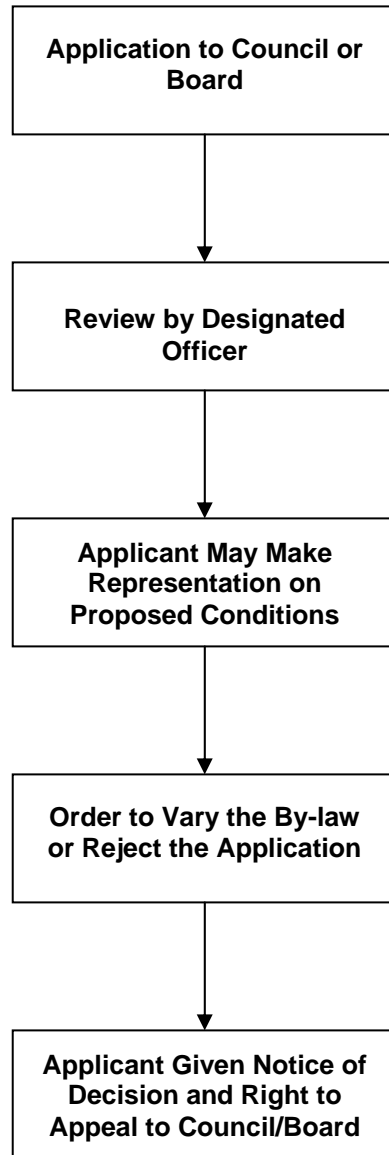 Application to Council or
Board
Review by Designated
Officer
Applicant May Make
Representation on
Proposed Conditions
Order to Vary the By-law
or Reject the Application
Applicant Given Notice of
Decision and Right to
Appeal to Council/Board